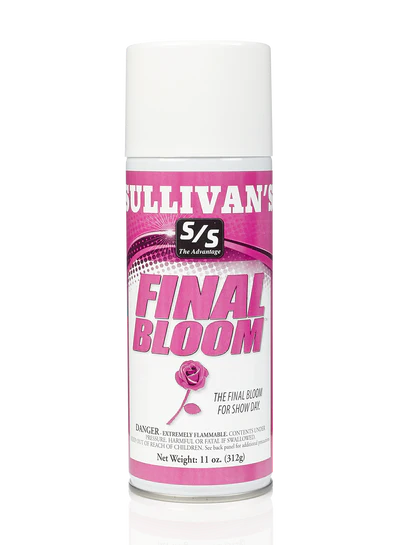 SULLIVAN'S
S/S
The Advantage
FINAL
BLOOM
THE FINAL BLOOM
FOR SHOW DAY.
DANGER - EXTREMELY FLAMMABLE. CONTENTS UNDER
PRESSURE. HARMFUL OR FATAL IF SWALLOWED.
KEEP OUT OF REACH OF CHILDREN. See back panel for additional precautions.
Net Weight: 11 oz. (312g)